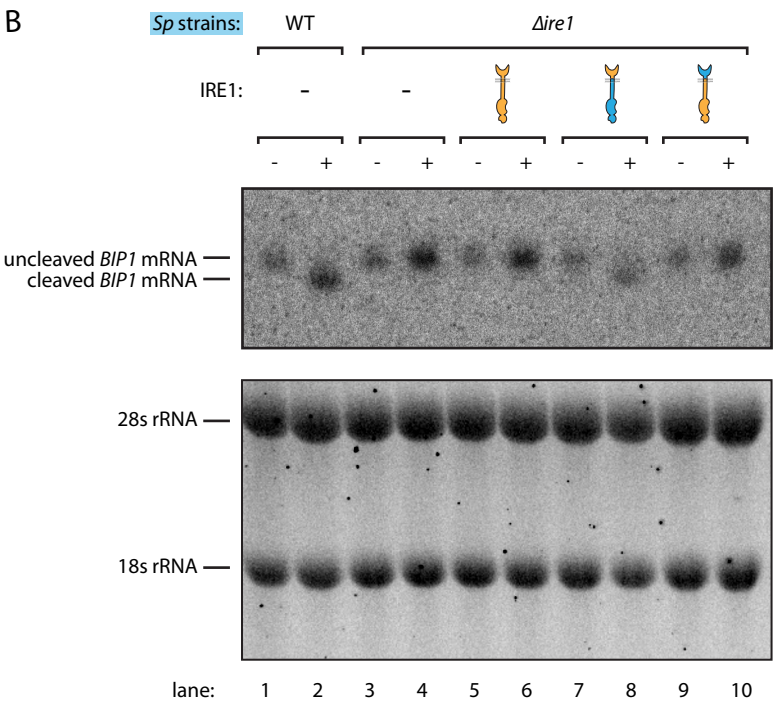 B
Sp strains: WT Δire1
IRE1: - -
- + - + - + - + - +
uncleaved BIP1 mRNA
cleaved BIP1 mRNA
28s rRNA
18s rRNA
lane: 1 2 3 4 5 6 7 8 9 10